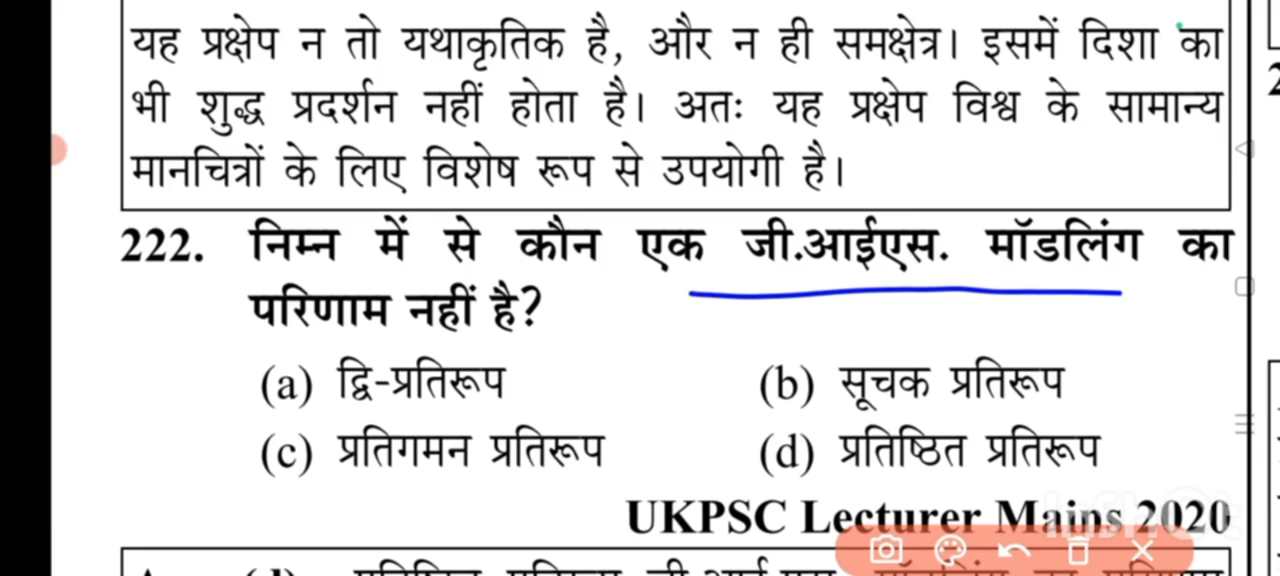 यह प्रक्षेप न तो यथाकृतिक है, और न ही समक्षेत्र। इसमें दिशा का
भी शुद्ध प्रदर्शन नहीं होता है। अतः यह प्रक्षेप विश्व के सामान्य
मानचित्रों के लिए विशेष रूप से उपयोगी है।
222. निम्न में से कौन एक जी.आईएस. मॉडलिंग का
परिणाम नहीं है?
(a) द्वि-प्रतिरूप (b) सूचक प्रतिरूप
(c) प्रतिगमन प्रतिरूप (d) प्रतिष्ठित प्रतिरूप
UKPSC Lecturer Mains 2020